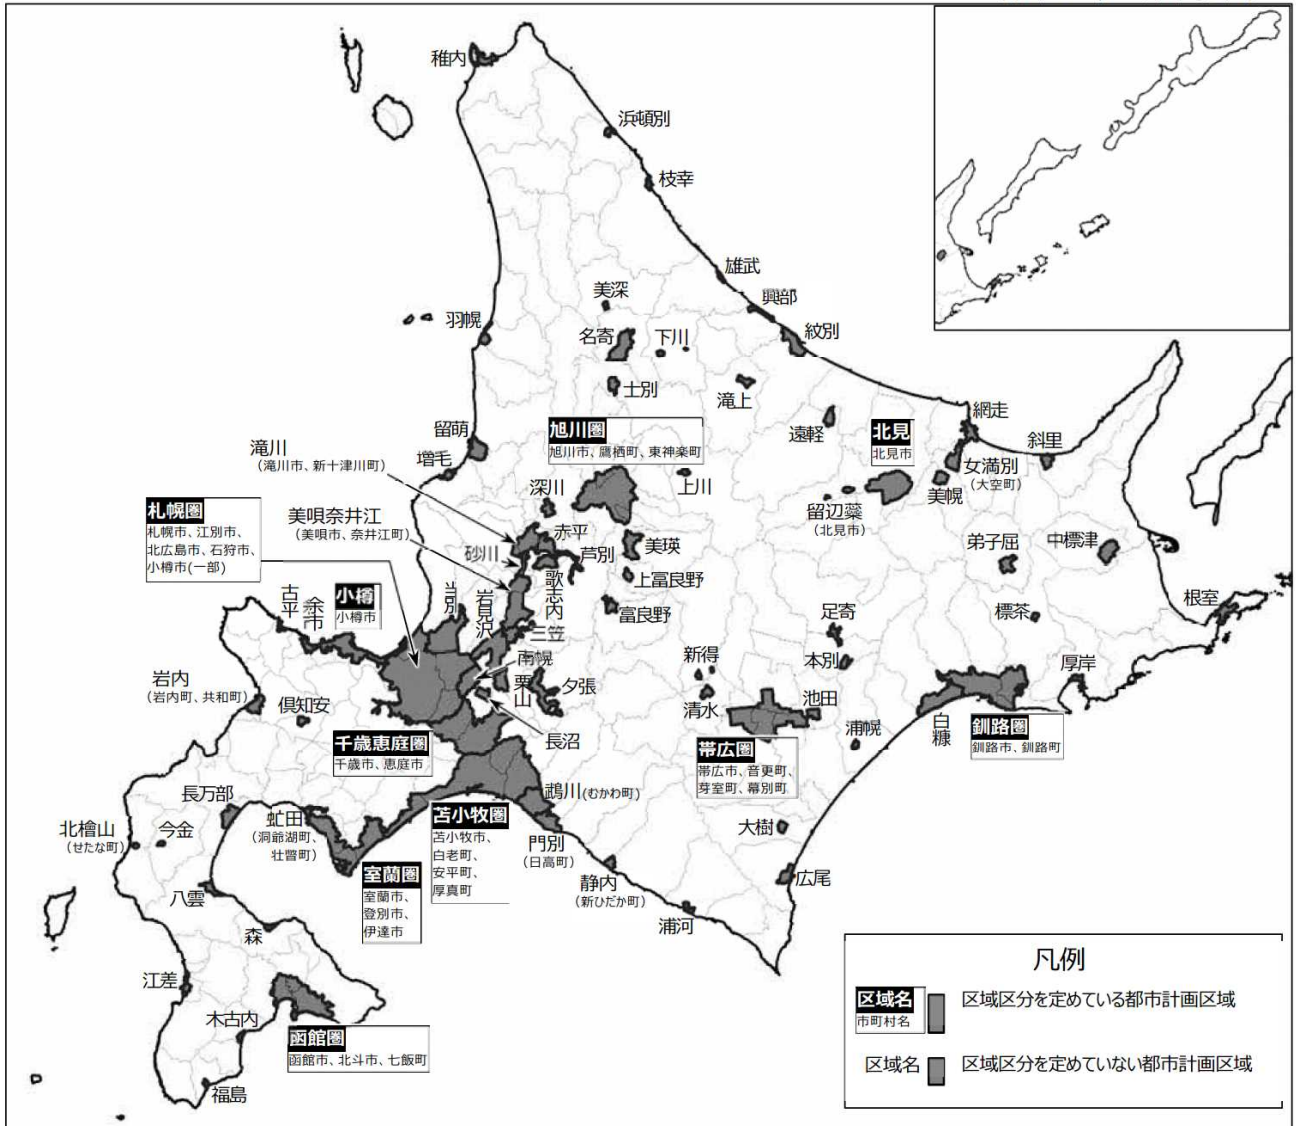 稚内
浜頓別
枝幸
雄武
興部
紋別
美深
名寄
下川
羽幌
士別
滝上
遠軽
網走
斜里
北見
北見市
女満別
(大空町)
美幌
留辺蘂
(北見市)
留萌
増毛
旭川圏
旭川市、鷹栖町、東神楽町
上川
滝川
(滝川市、新十津川町)
深川
赤平
芦別
美瑛
美唄奈井江
(美唄市、奈井江町)
砂川
歌志内
上富良野
富良野
弟子屈
中標津
標茶
根室
札幌圏
札幌市、江別市、
北広島市、石狩市、
小樽市(一部)
古平
余市
小樽
小樽市
当別
岩見沢
三笠
南幌
栗山
夕張
長沼
足寄
本別
新得
清水
池田
浦幌
厚岸
白糠
釧路圏
釧路市、釧路町
帯広圏
帯広市、音更町、
芽室町、幕別町
岩内
(岩内町、共和町)
倶知安
千歳恵庭圏
千歳市、恵庭市
鵡川(むかわ町)
苫小牧圏
苫小牧市、
白老町、
安平町、
厚真町
門別
(日高町)
静内
(新ひだか町)
浦河
大樹
広尾
長万部
虻田
(洞爺湖町、
壮瞥町)
室蘭圏
室蘭市、
登別市、
伊達市
北檜山
(せたな町)
今金
八雲
森
江差
木古内
函館圏
函館市、北斗市、七飯町
福島
凡例
区域名
市町村名
区域区分を定めている都市計画区域
区域名
区域区分を定めていない都市計画区域